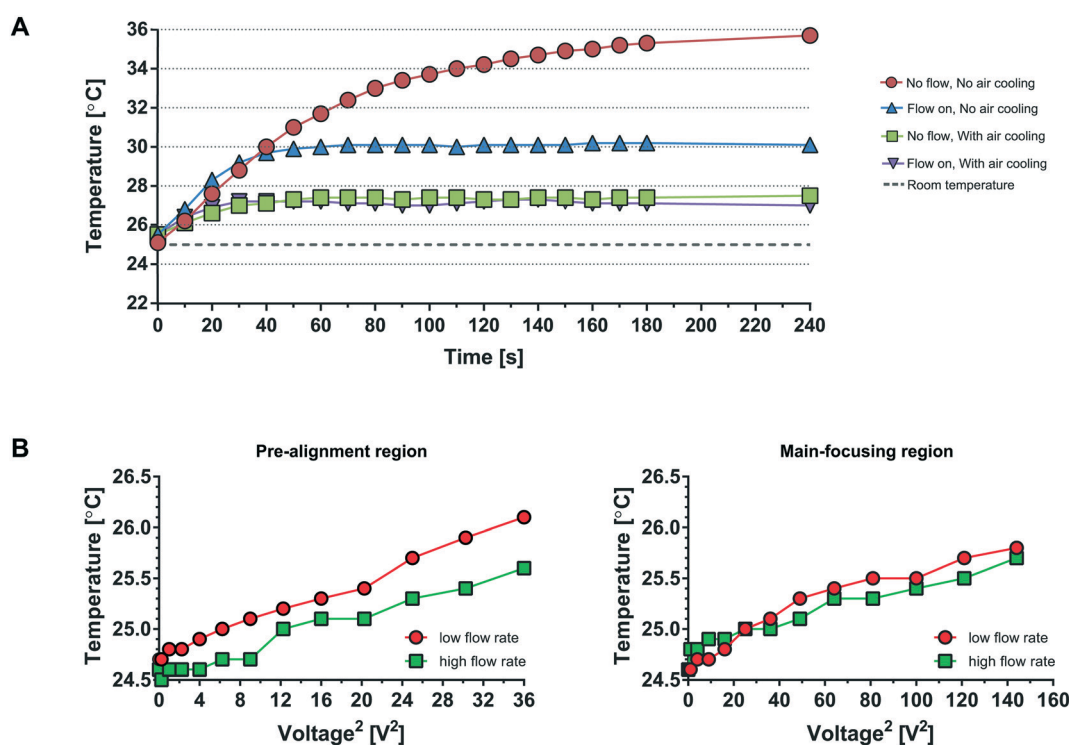 A
Temperature [°C]
36
34
32
30
28
26
24
22
0 20 40 60 80 100 120 140 160 180 200 220 240
Time [s]
No flow, No air cooling
Flow on, No air cooling
No flow, With air cooling
Flow on, With air cooling
Room temperature
B
Pre-alignment region
Temperature [°C]
26.5
26.0
25.5
25.0
24.5
low flow rate
high flow rate
0 4 8 12 16 20 24 28 32 36
Voltage² [V²]
Main-focusing region
Temperature [°C]
26.5
26.0
25.5
25.0
24.5
low flow rate
high flow rate
0 20 40 60 80 100 120 140 160
Voltage² [V²]